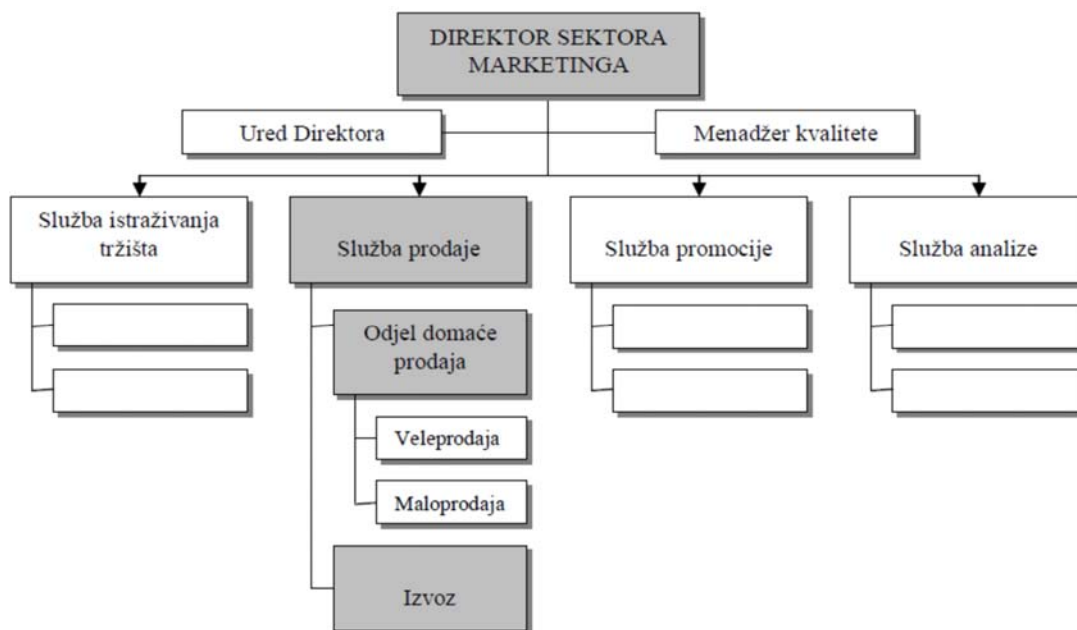 DIREKTOR SEKTORA
MARKETINGA
Ured Direktora
Menadžer kvalitete
Služba istraživanja
tržišta
Služba prodaje
Služba promocije
Služba analize
Odjel domaće
prodaja
Veleprodaja
Maloprodaja
Izvoz